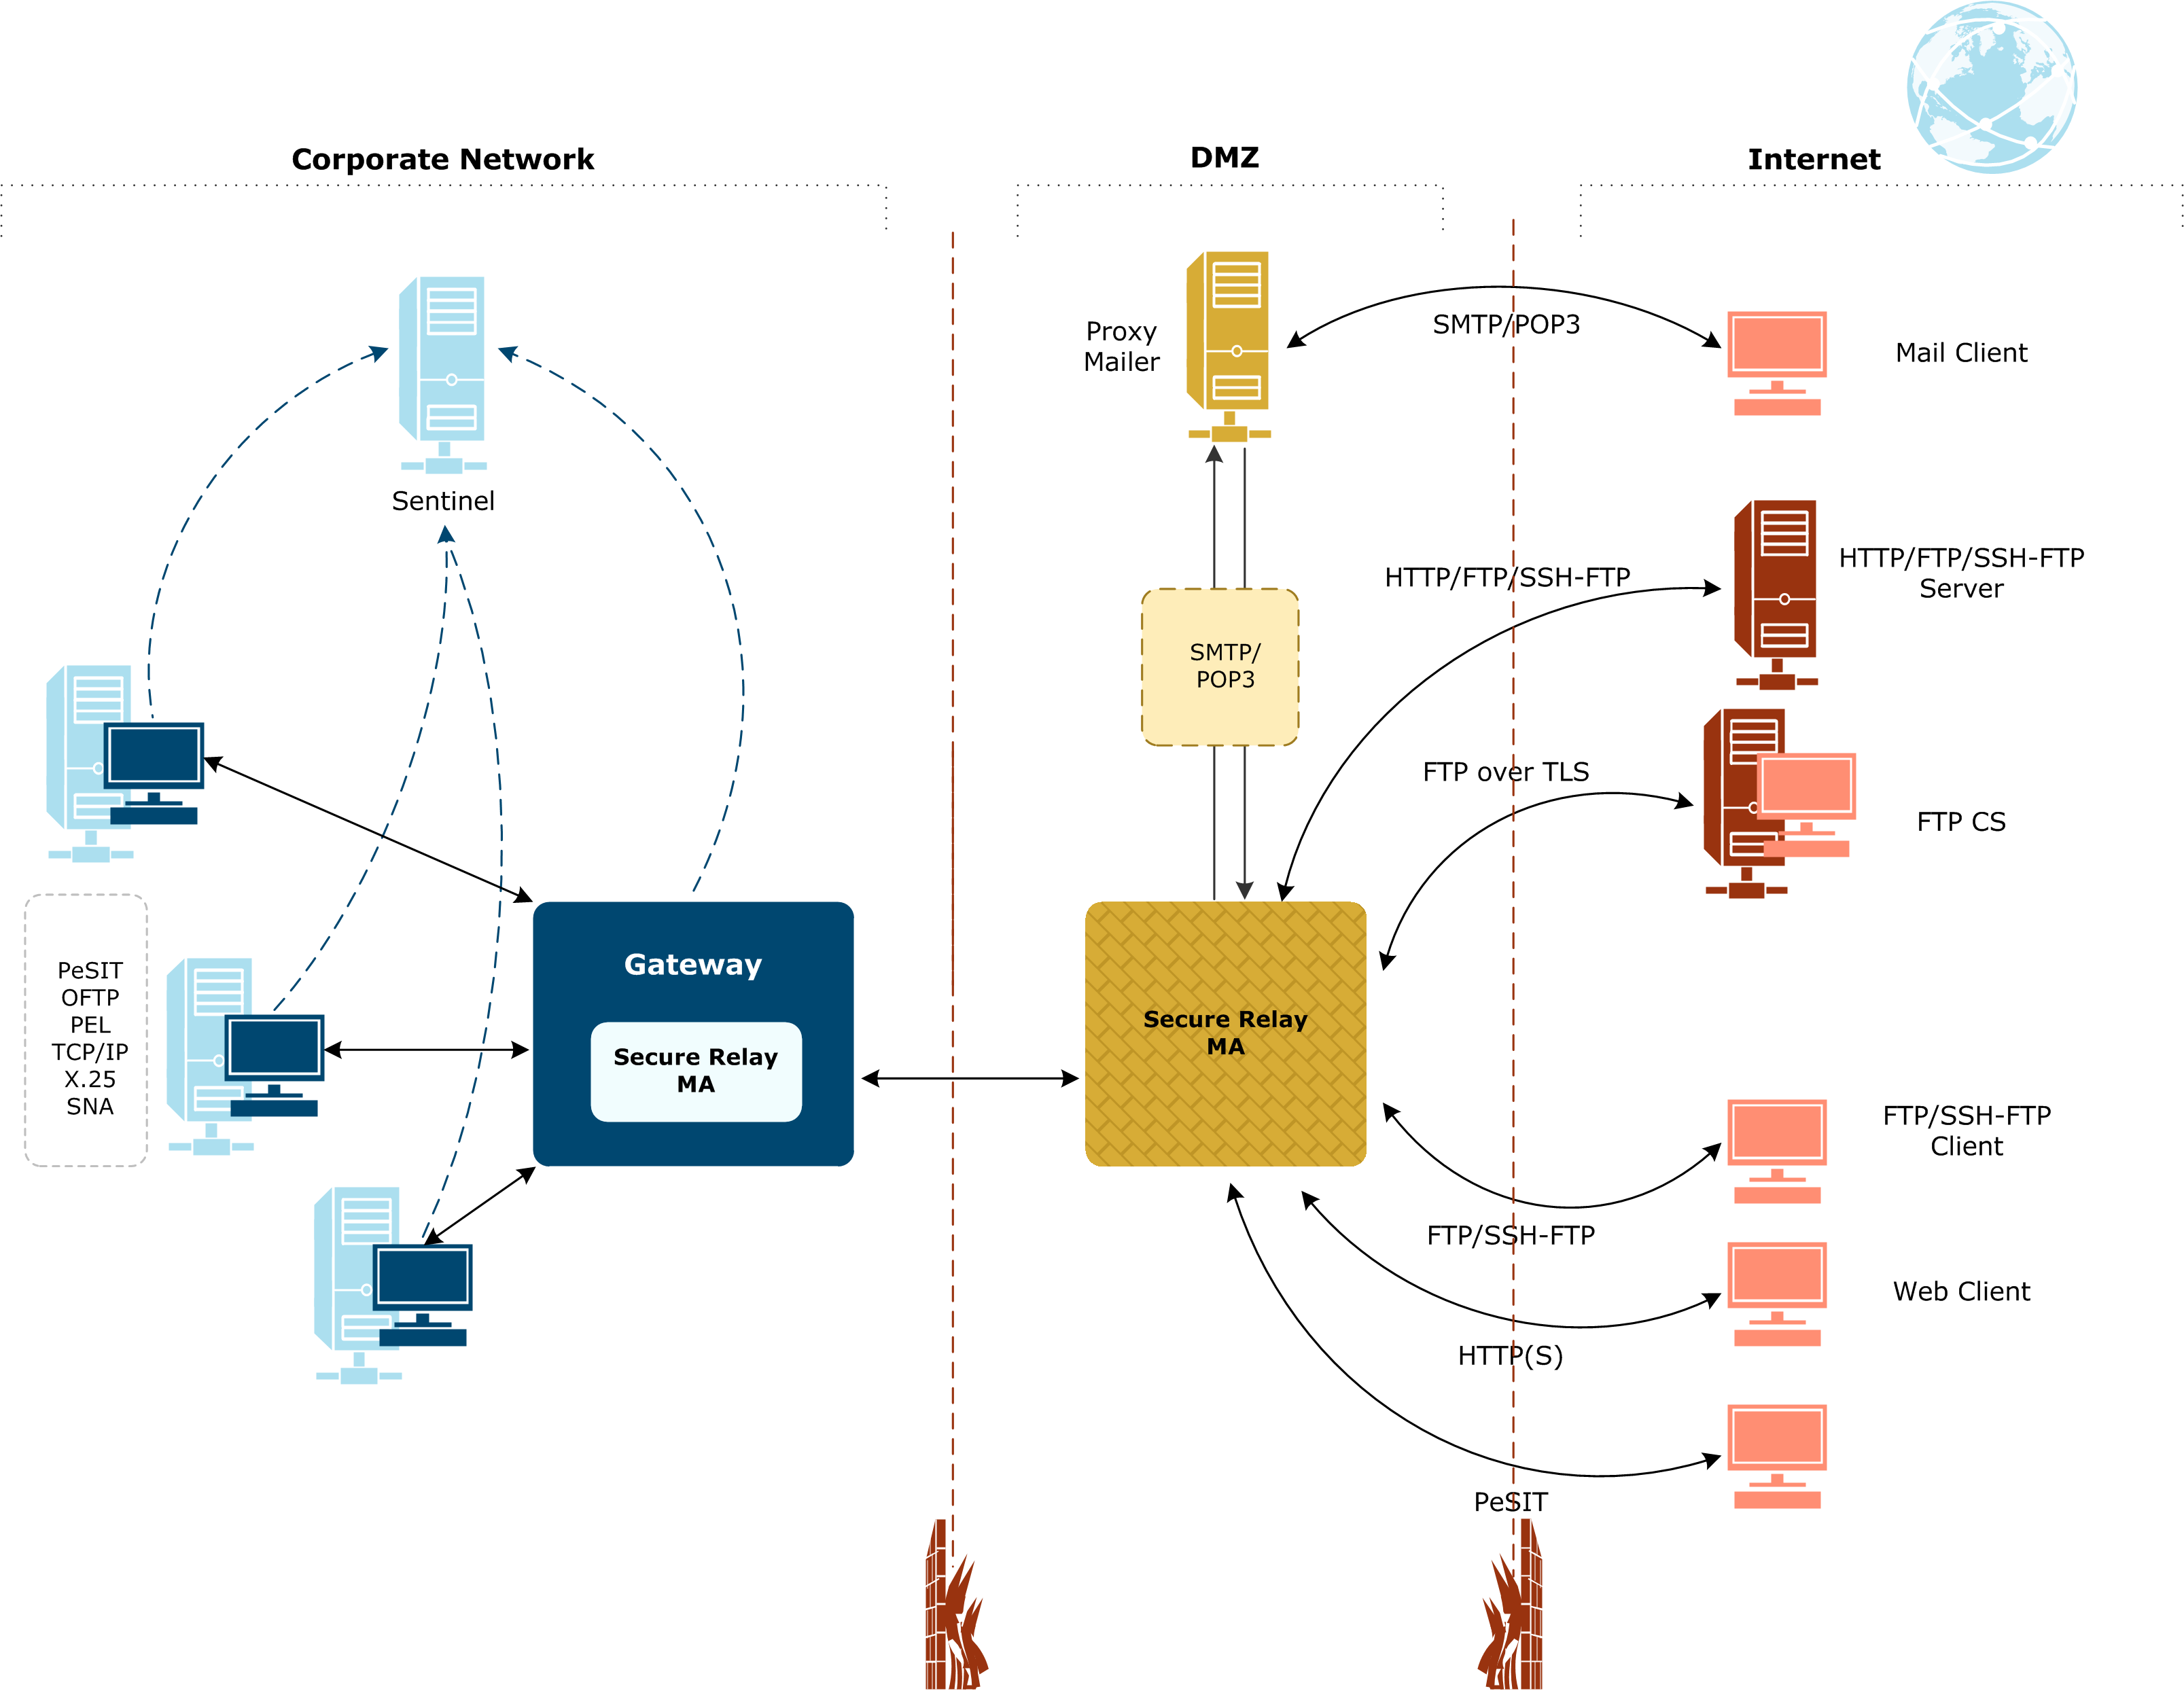 Corporate Network
DMZ
Internet
Proxy
Mailer
SMTP/POP3
Mail Client
Sentinel
HTTP/FTP/SSH-FTP
HTTP/FTP/SSH-FTP
Server
SMTP/
POP3
FTP over TLS
FTP CS
PeSIT
OFTP
PEL
TCP/IP
X.25
SNA
Gateway
Secure Relay
MA
Secure Relay
MA
FTP/SSH-FTP
Client
FTP/SSH-FTP
Web Client
HTTP(S)
PeSIT